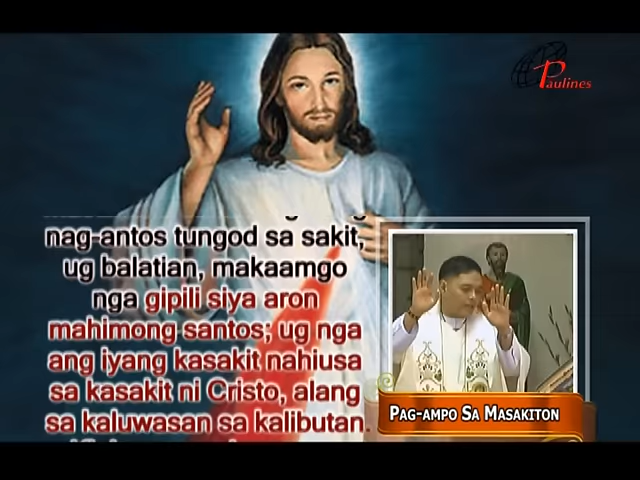 Paulines
nag-antos tungod sa sakit,
ug balatian, makaamgo
nga gipili siya aron
mahimong santos; ug nga
ang iyang kasakit nahiusa
sa kasakit ni Cristo, alang
sa kaluwasan sa kalibutan.
PAG-AMPO SA MASAKITON